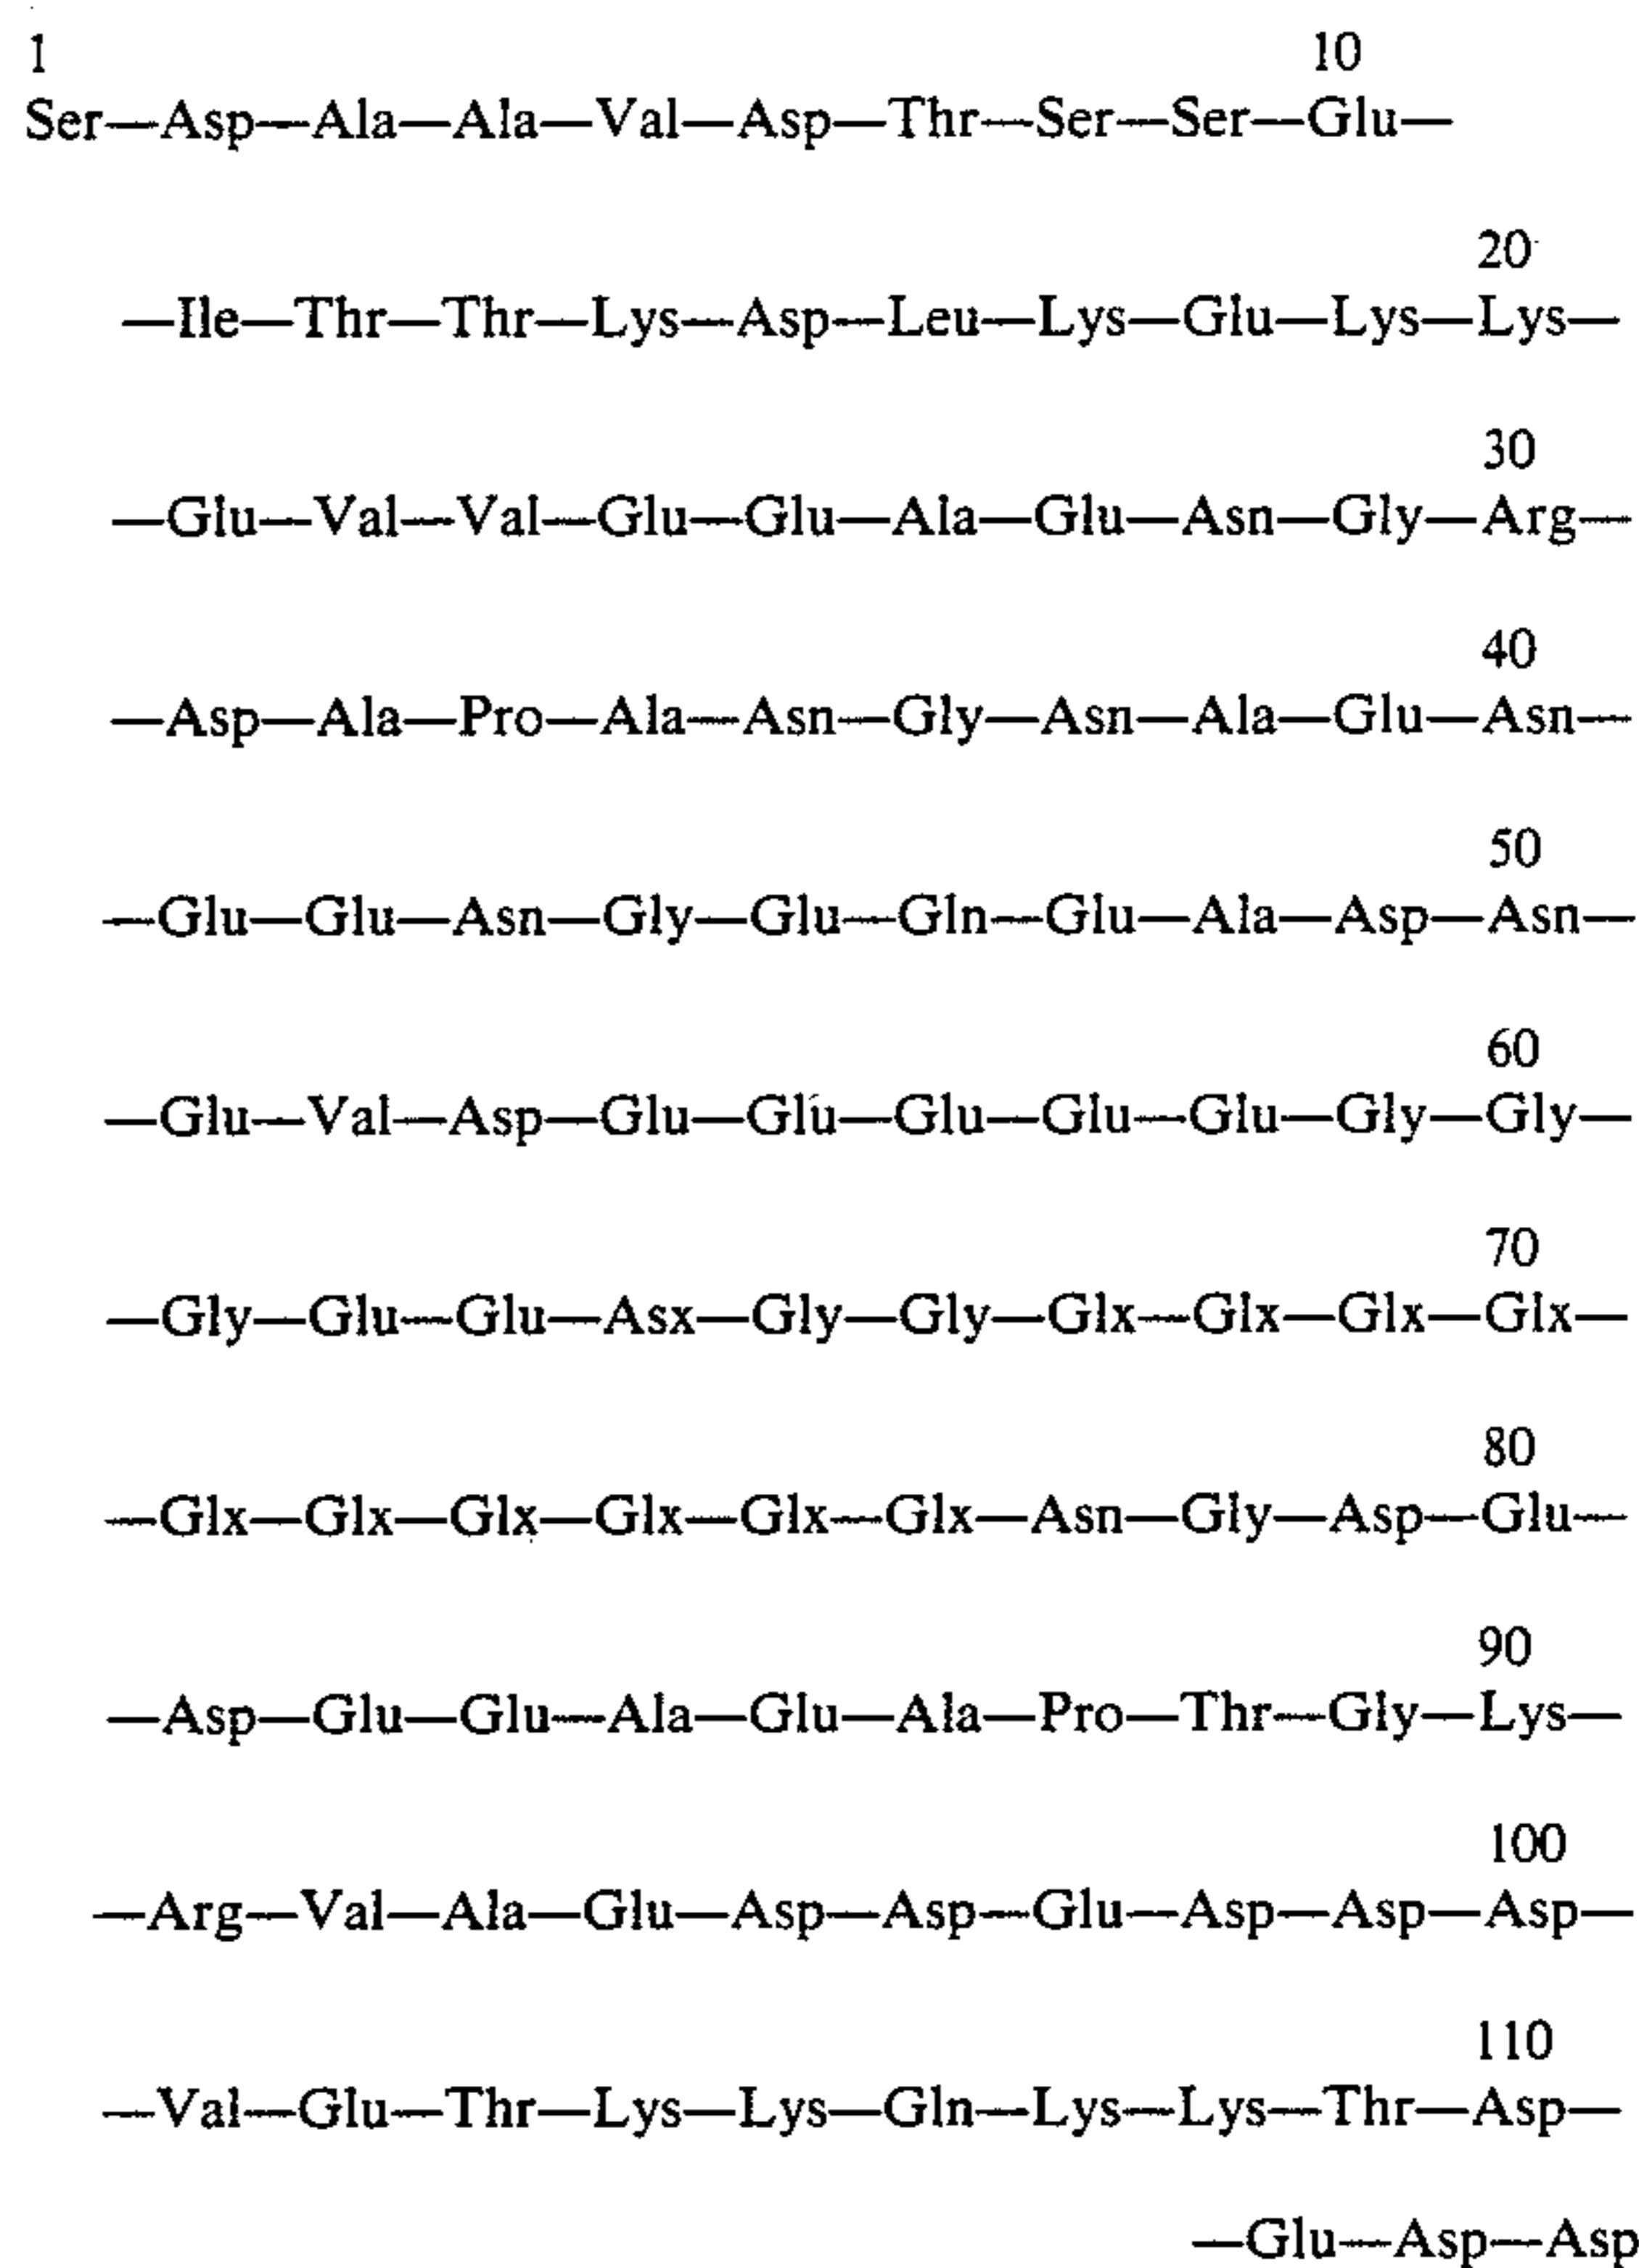 1 10
Ser—Asp—Ala—Ala—Val—Asp—Thr—Ser—Ser—Glu—
20
—Ile—Thr—Thr—Lys—Asp—Leu—Lys—Glu—Lys—Lys—
30
—Glu—Val—Val—Glu—Glu—Ala—Glu—Asn—Gly—Arg—
40
—Asp—Ala—Pro—Ala—Asn—Gly—Asn—Ala—Glu—Asn—
50
—Glu—Glu—Asn—Gly—Glu—Gln—Glu—Ala—Asp—Asn—
60
—Glu—Val—Asp—Glu—Glu—Glu—Glu—Glu—Gly—Gly—
70
—Gly—Glu—Glu—Asx—Gly—Gly—Glx—Glx—Glx—Glx—
80
—Glx—Glx—Glx—Glx—Glx—Glx—Asn—Gly—Asp—Glu—
90
—Asp—Glu—Glu—Ala—Glu—Ala—Pro—Thr—Gly—Lys—
100
—Arg—Val—Ala—Glu—Asp—Asp—Glu—Asp—Asp—Asp—
110
—Val—Glu—Thr—Lys—Lys—Gln—Lys—Lys—Thr—Asp—
—Glu—Asp—Asp